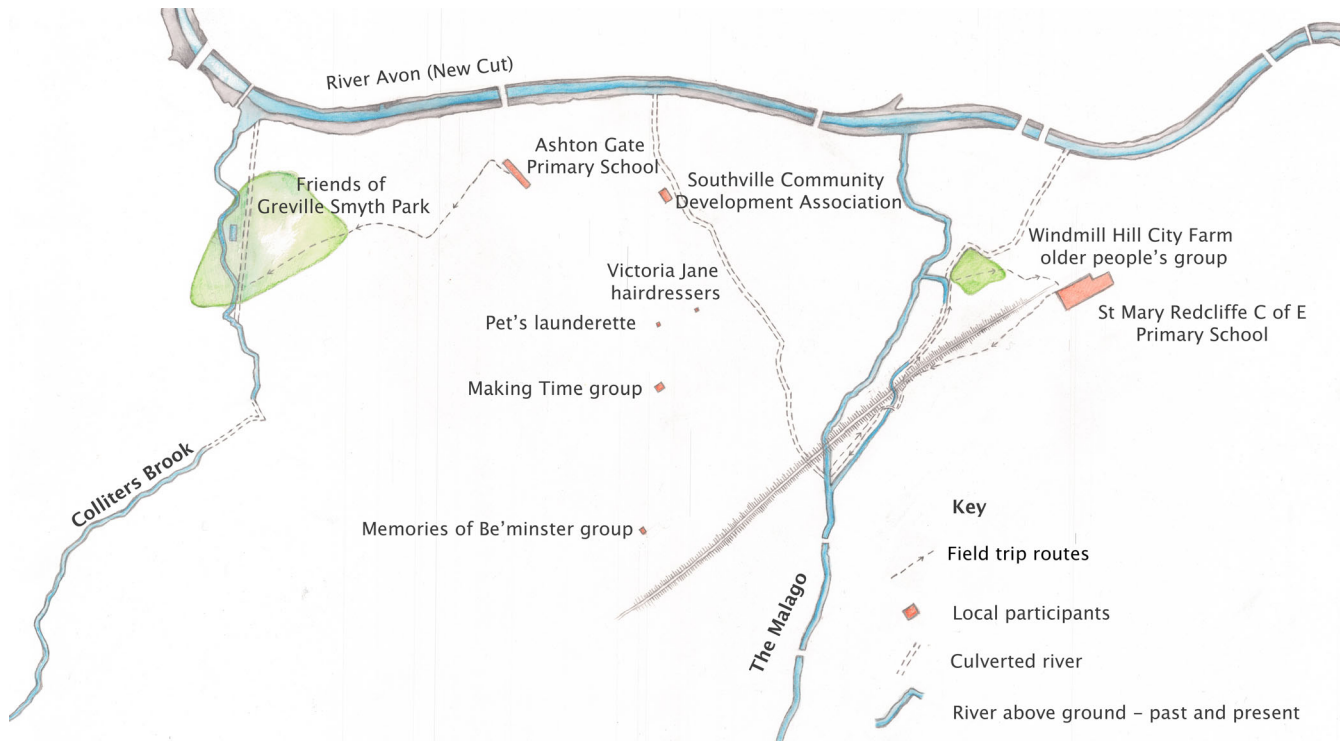 River Avon (New Cut)
Ashton Gate
Primary School
Friends of
Greville Smyth Park
Southville Community
Development Association
Windmill Hill City Farm
older people's group
Victoria Jane
hairdressers
Pet's launderette
St Mary Redcliffe C of E
Primary School
Making Time group
Colliters Brook
Memories of Be'minster group
The Malago
Key
Field trip routes
Local participants
Culverted river
River above ground – past and present